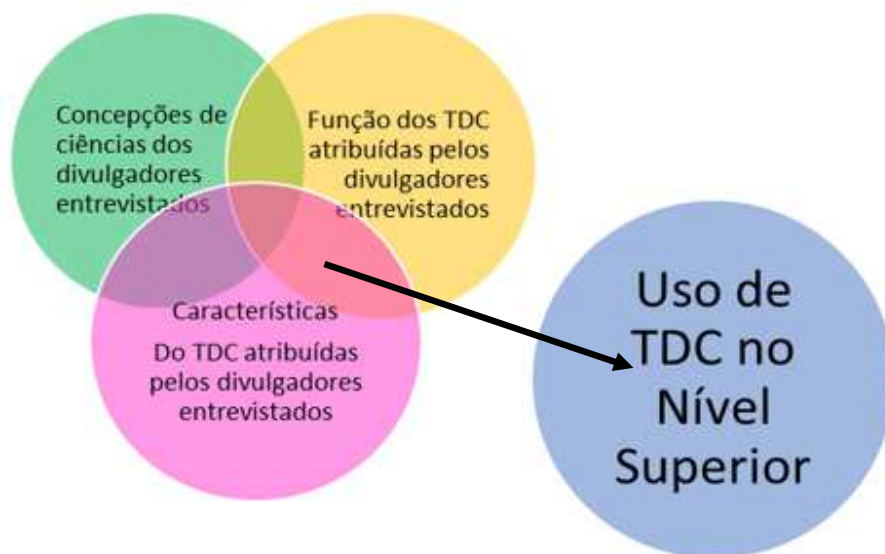 Concepções de
ciências dos
divulgadores
entrevistados
Função dos TDC
atribuídas pelos
divulgadores
entrevistados
Característicias
Do TDC atribuídas
pelos divulgadores
entrevistados
Uso de
TDC no
Nível
Superior